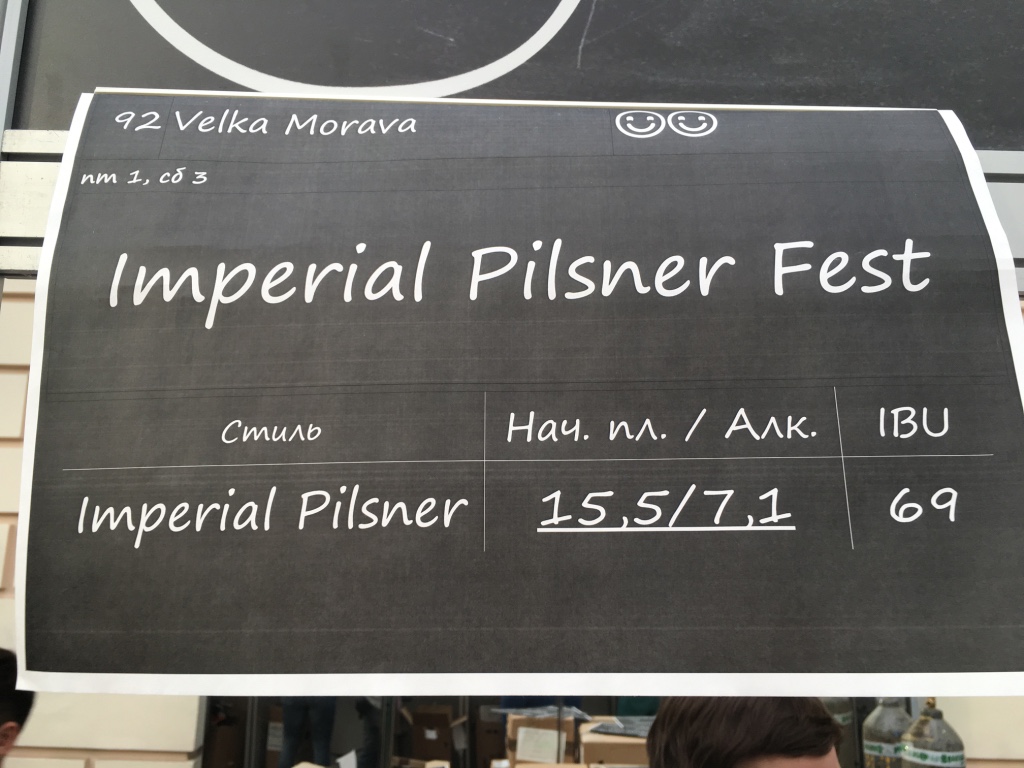 92 Velka Morava
пт 1, сб 3
Imperial Pilsner Fest
Стиль Нач. пл. / Алк. IBU
Imperial Pilsner 15,5/7,1 69